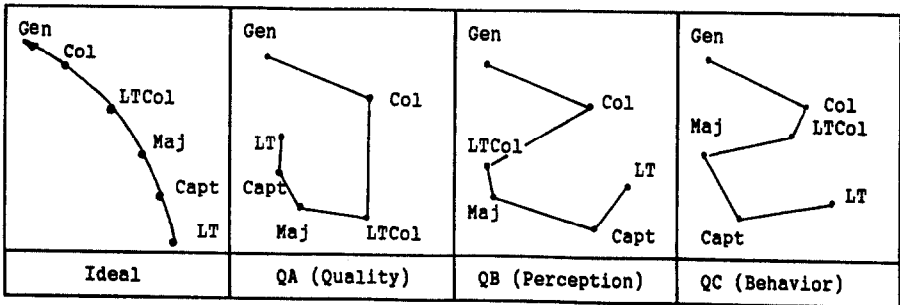 Gen
Col
LTCol
Maj
Capt
LT
Ideal
Gen
Col
LT
Capt
Maj
LTCol
QA (Quality)
Gen
Col
LTCol
LT
Maj
Capt
QB (Perception)
Gen
Col
LTCol
Maj
LT
Capt
QC (Behavior)